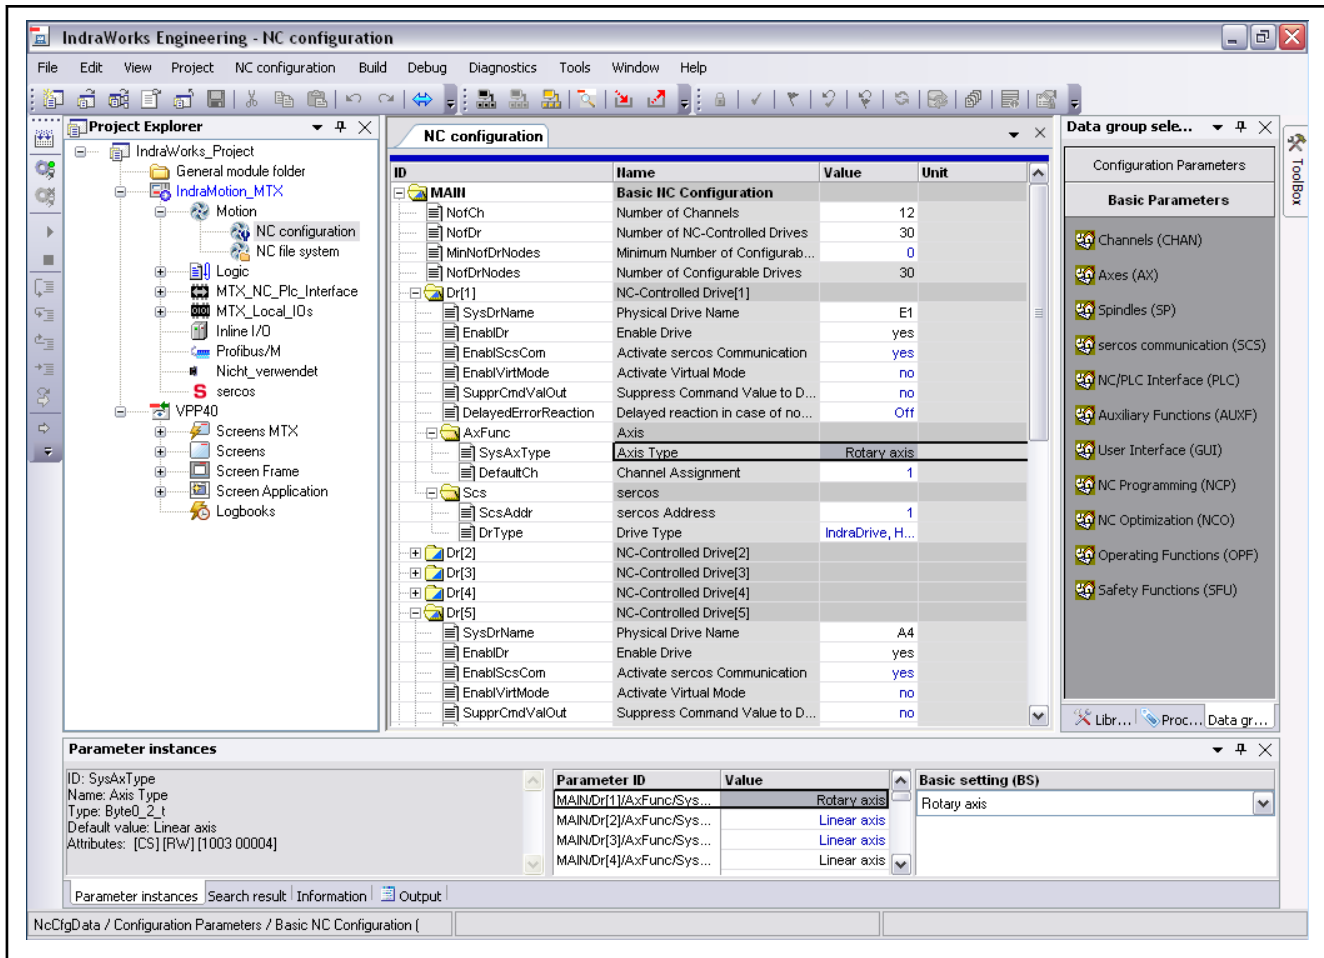 IndraWorks Engineering - NC configuration
File Edit View Project NC configuration Build Debug Diagnostics Tools Window Help
Project Explorer
IndraWorks_Project
General module folder
IndraMotion_MTX
Motion
NC configuration
NC file system
Logic
MTX_NC_Plc_Interface
MTX_Local_IOs
Inline I/O
Profibus/M
Nicht_verwendet
sercos
VPP40
Screens MTX
Screens
Screen Frame
Screen Application
Logbooks
NC configuration
ID Name Value Unit
MAIN Basic NC Configuration
NofCh Number of Channels 12
NofDr Number of NC-Controlled Drives 30
MinNofDrNodes Minimum Number of Configurab... 0
NofDrNodes Number of Configurable Drives 30
Dr[1] NC-Controlled Drive[1]
SysDrName Physical Drive Name E1
EnablDr Enable Drive yes
EnablScsCom Activate sercos Communication yes
EnablVirtMode Activate Virtual Mode no
SupprCmdValOut Suppress Command Value to D... no
DelayedErrorReaction Delayed reaction in case of no... Off
AxFunc Axis
SysAxType Axis Type Rotary axis
DefaultCh Channel Assignment 1
Scs sercos
ScsAddr sercos Address 1
DrType Drive Type IndraDrive, H...
Dr[2] NC-Controlled Drive[2]
Dr[3] NC-Controlled Drive[3]
Dr[4] NC-Controlled Drive[4]
Dr[5] NC-Controlled Drive[5]
SysDrName Physical Drive Name A4
EnablDr Enable Drive yes
EnablScsCom Activate sercos Communication yes
EnablVirtMode Activate Virtual Mode no
SupprCmdValOut Suppress Command Value to D... no
Data group sele...
Configuration Parameters
Basic Parameters
Channels (CHAN)
Axes (AX)
Spindles (SP)
sercos communication (SCS)
NC/PLC Interface (PLC)
Auxiliary Functions (AUXF)
User Interface (GUI)
NC Programming (NCP)
NC Optimization (NCO)
Operating Functions (OPF)
Safety Functions (SFU)
Libr... Proc... Data gr...
ToolBox
Parameter instances
ID: SysAxType
Name: Axis Type
Type: Byte0_2_t
Default value: Linear axis
Attributes: [CS] [RW] [1003 00004]
Parameter ID Value
MAIN/Dr[1]/AxFunc/Sys... Rotary axis
MAIN/Dr[2]/AxFunc/Sys... Linear axis
MAIN/Dr[3]/AxFunc/Sys... Linear axis
MAIN/Dr[4]/AxFunc/Sys... Linear axis
Basic setting (BS)
Rotary axis
Parameter instances Search result Information Output
NcCfgData / Configuration Parameters / Basic NC Configuration (